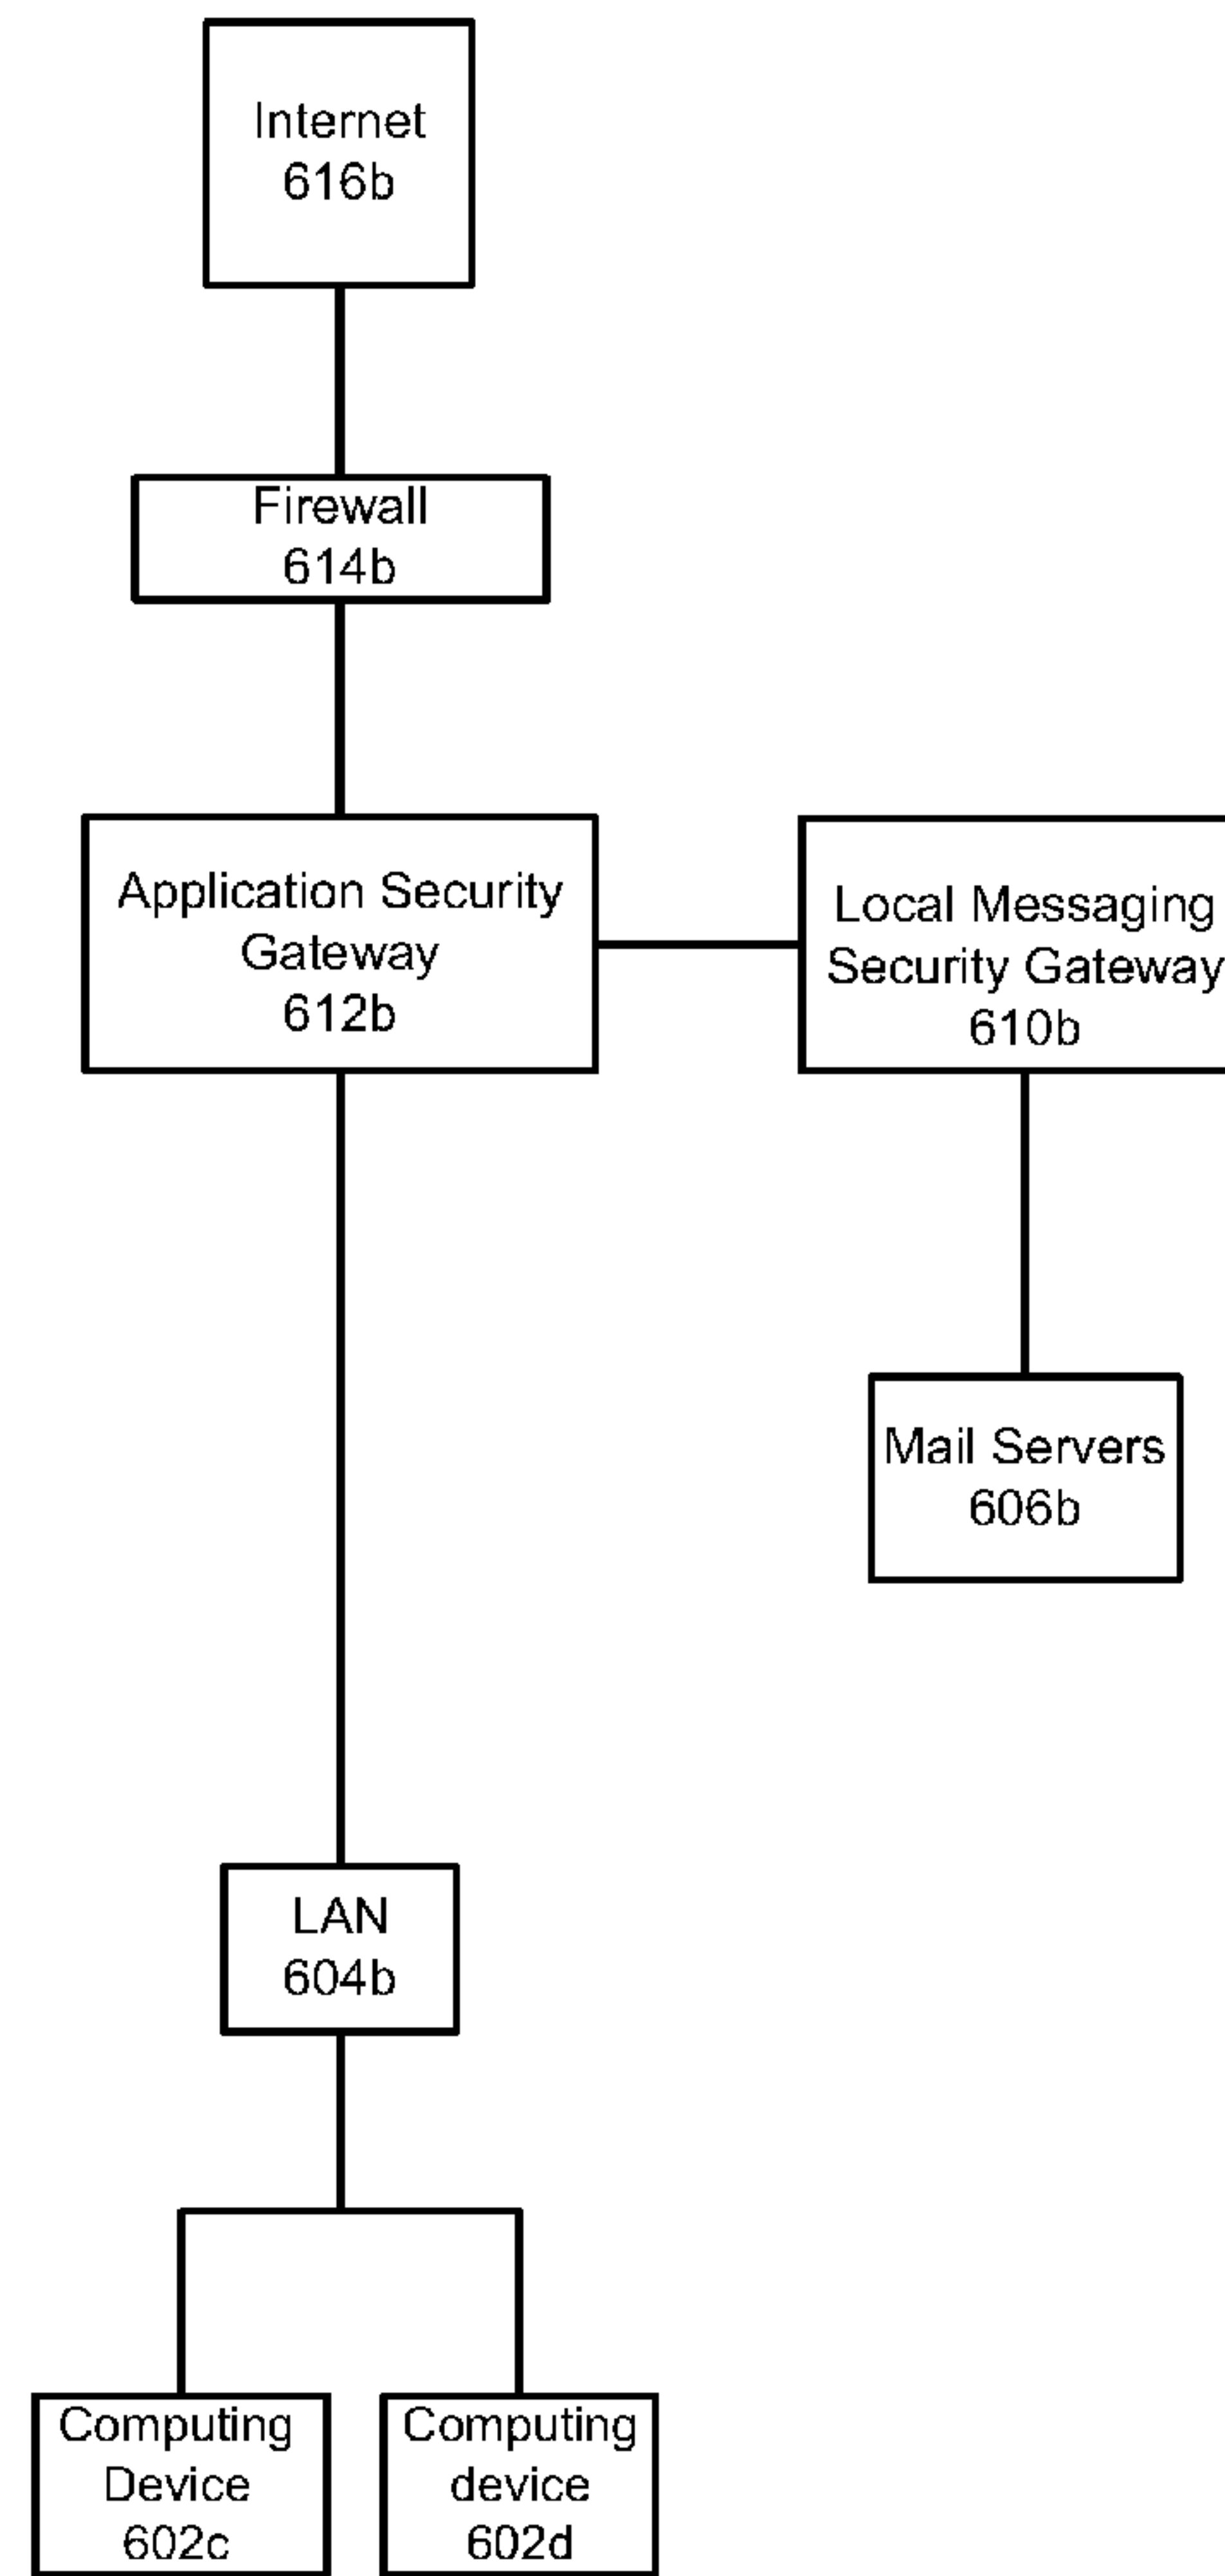 Internet
616b
Firewall
614b
Application Security
Gateway
612b
Local Messaging
Security Gateway
610b
Mail Servers
606b
LAN
604b
Computing
Device
602c
Computing
device
602d